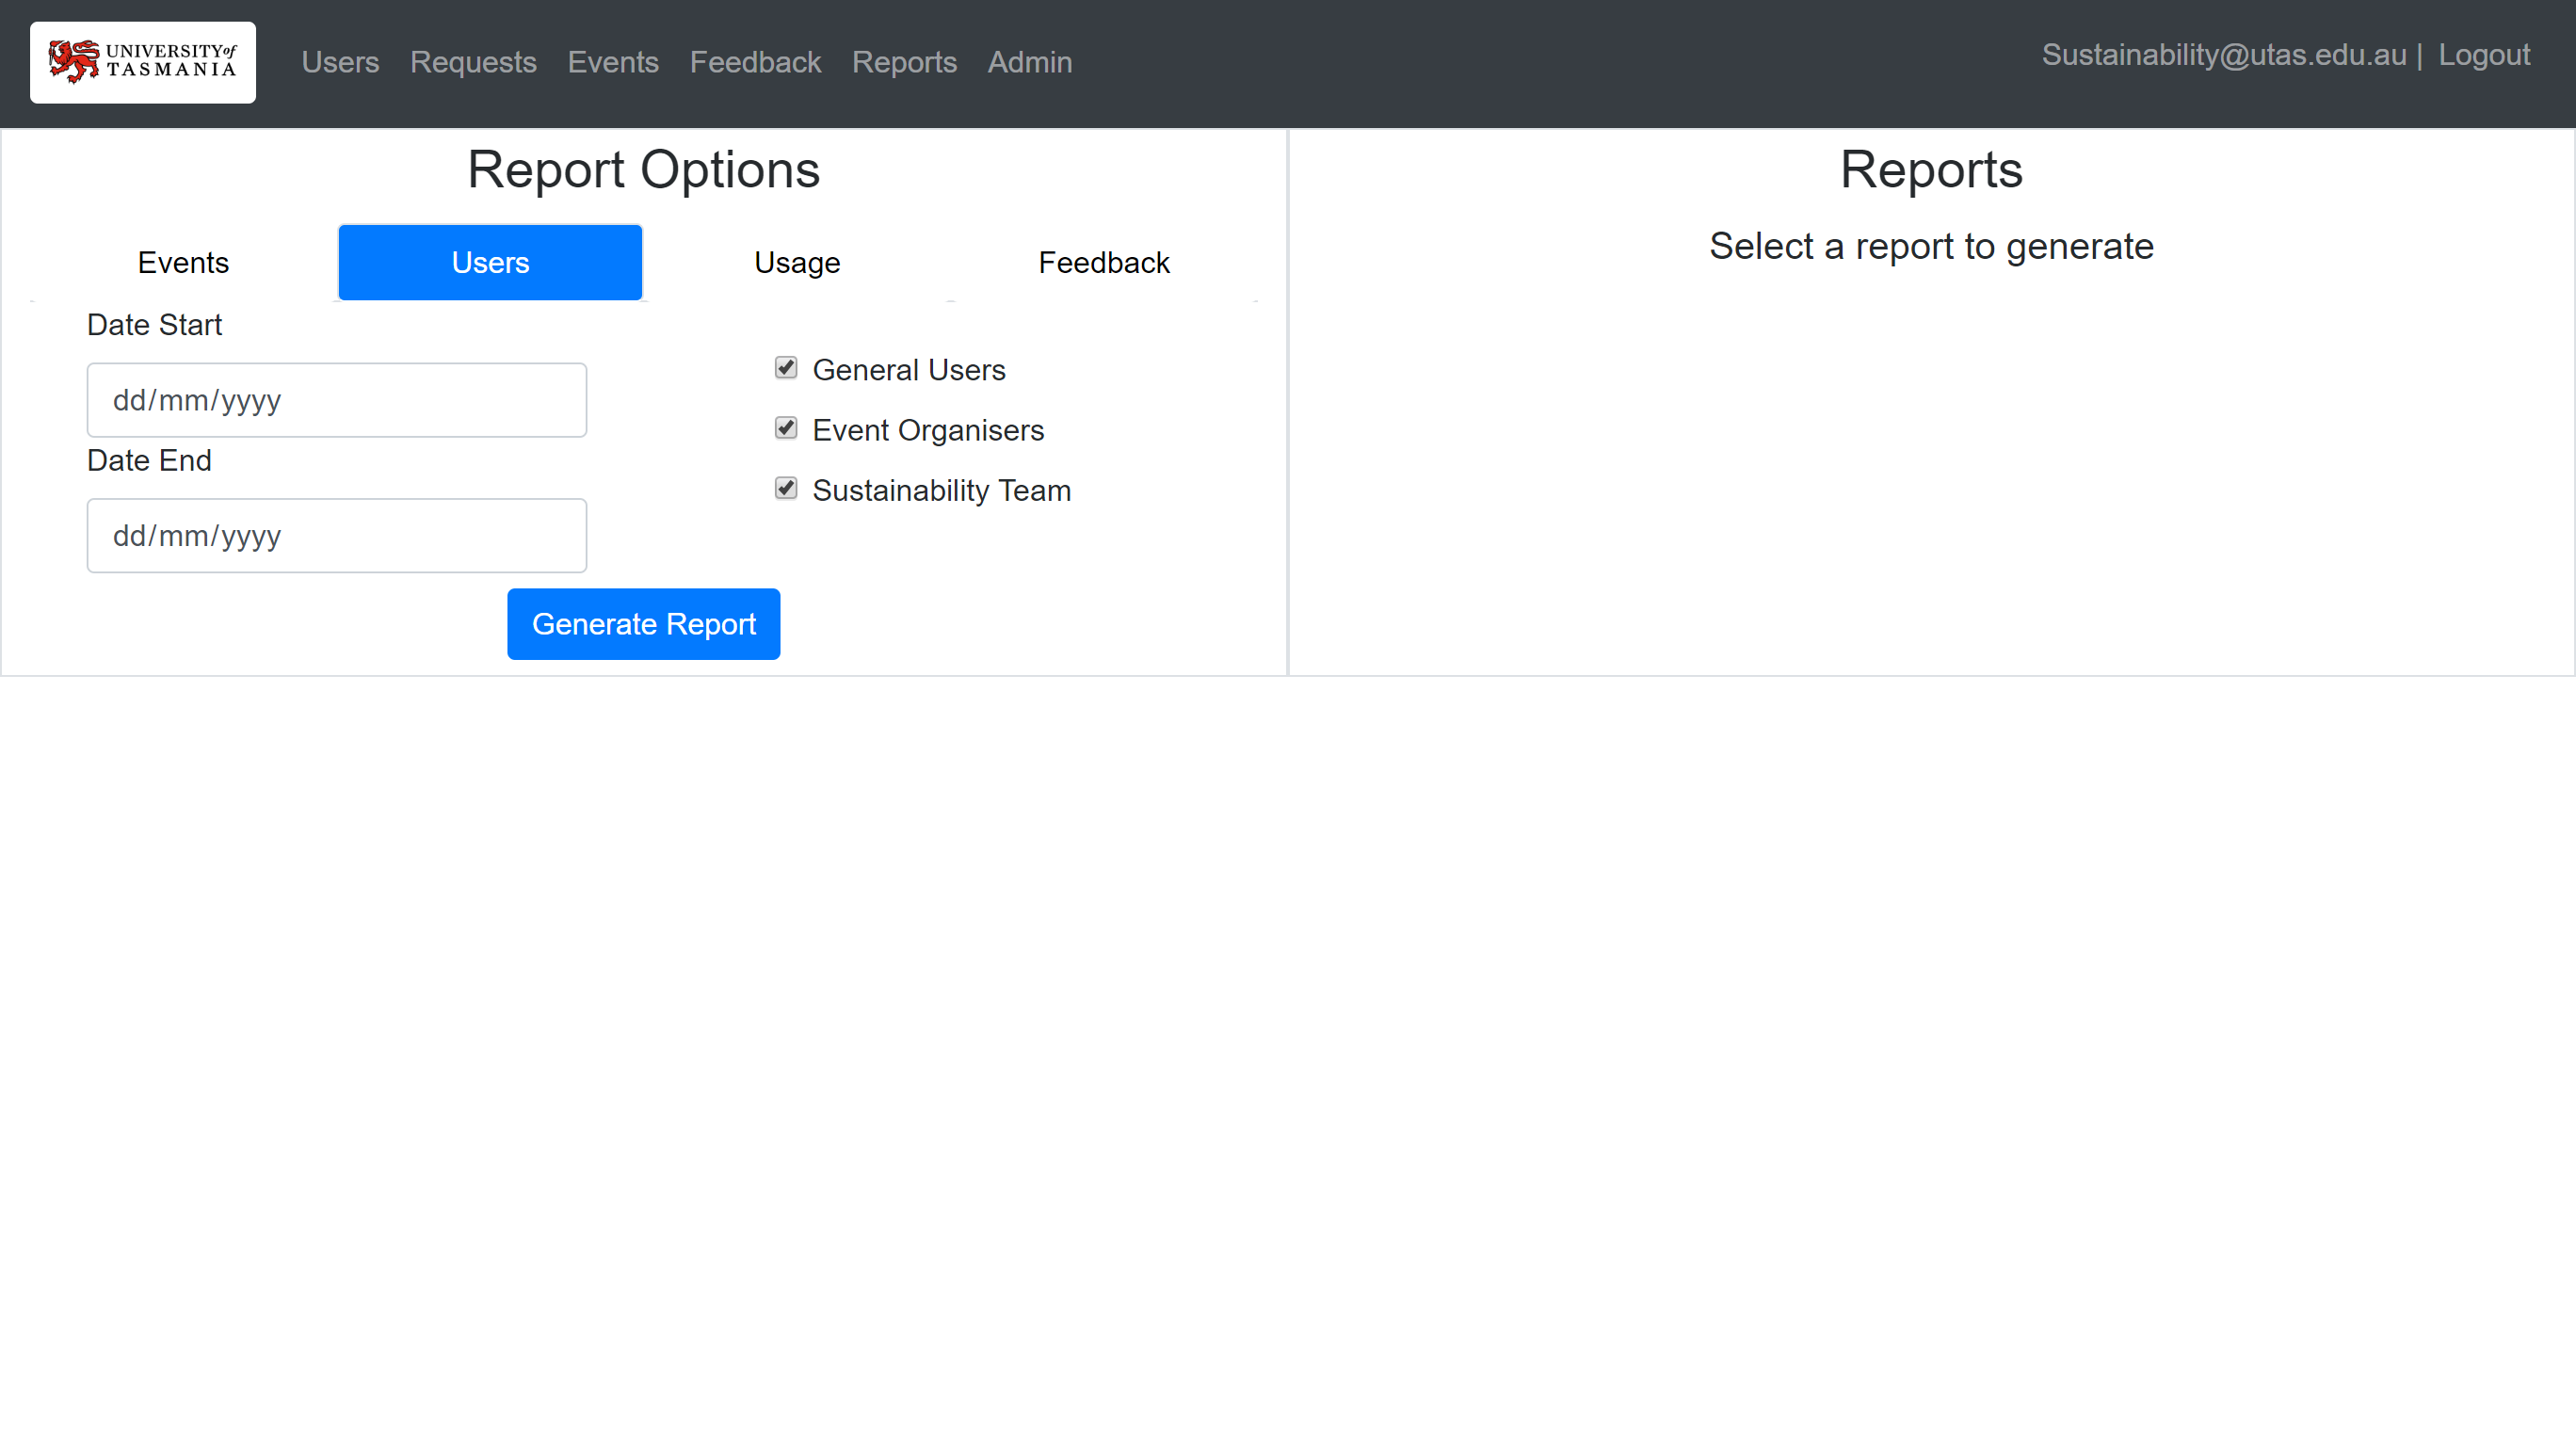 UNIVERSITY of
TASMANIA
Users Requests Events Feedback Reports Admin
Sustainability@utas.edu.au | Logout
Report Options
Events Users Usage Feedback
Date Start
dd/mm/yyyy
Date End
dd/mm/yyyy
General Users
Event Organisers
Sustainability Team
Generate Report
Reports
Select a report to generate